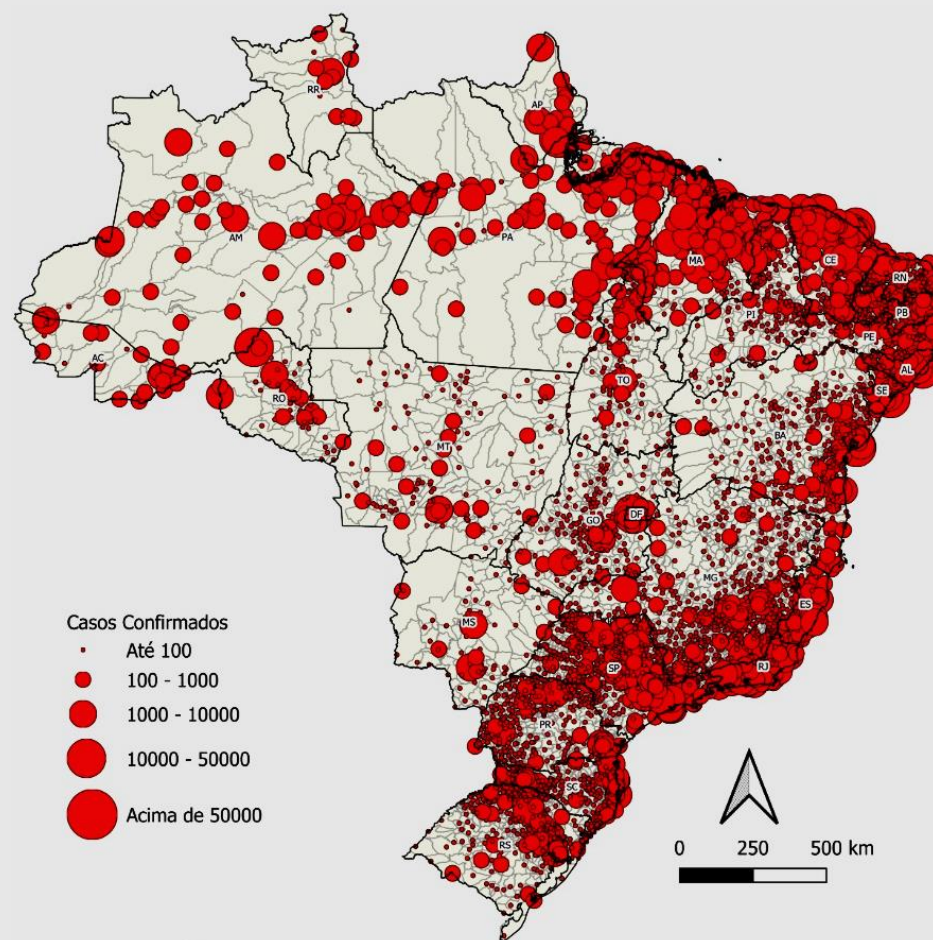 RR
AP
AM
PA
MA
CE
RN
PB
PI
PE
AL
SE
AC
TO
RO
BA
MT
GO
DF
MG
ES
MS
SP
RJ
PR
SC
RS
Casos Confirmados
Até 100
100 - 1000
1000 - 10000
10000 - 50000
Acima de 50000
0 250 500 km